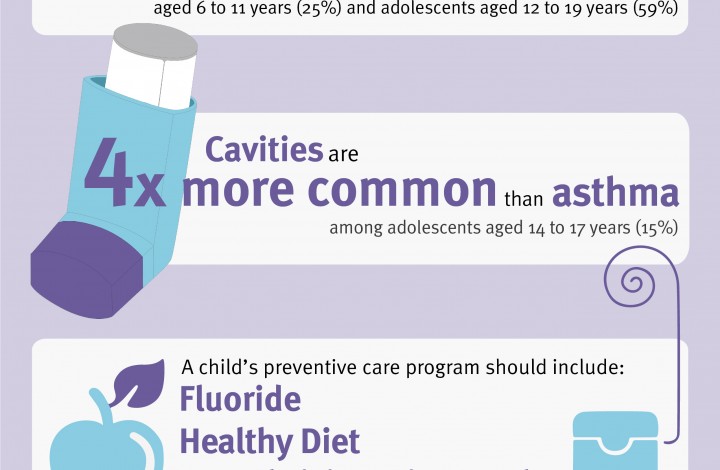 aged 6 to 11 years (25%) and adolescents aged 12 to 19 years (59%)
Cavities are
4x more common than asthma
among adolescents aged 14 to 17 years (15%)
A child's preventive care program should include:
Fluoride
Healthy Diet